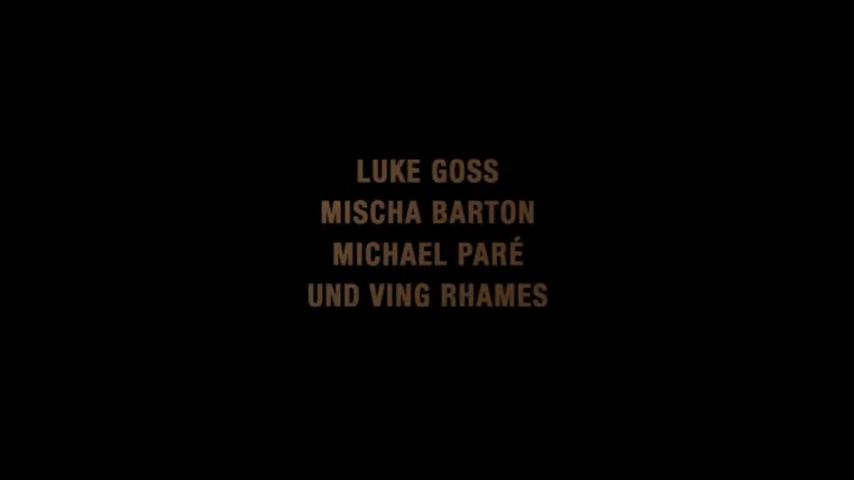 LUKE GOSS
MISCHA BARTON
MICHAEL PARÉ
UND VING RHAMES